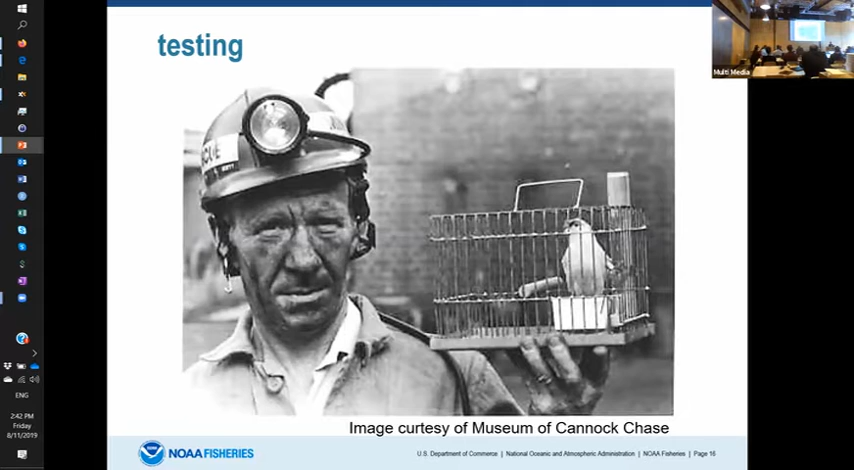 testing
Multi Media
Image curtesy of Museum of Cannock Chase
NOAA FISHERIES
U.S. Department of Commerce | National Oceanic and Atmospheric Administration | NOAA Fisheries | Page 16
ENG
2:42 PM
Friday
8/11/2019